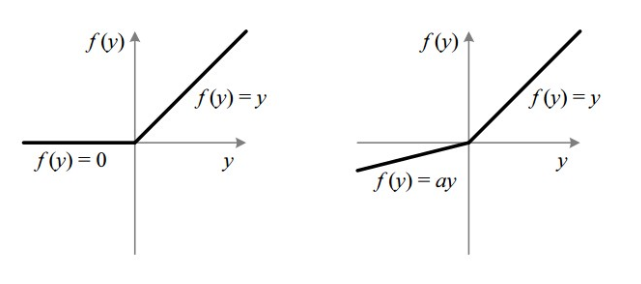 f(y)
f(y) = y
f(y) = 0
y
f(y)
f(y) = y
f(y) = ay
y